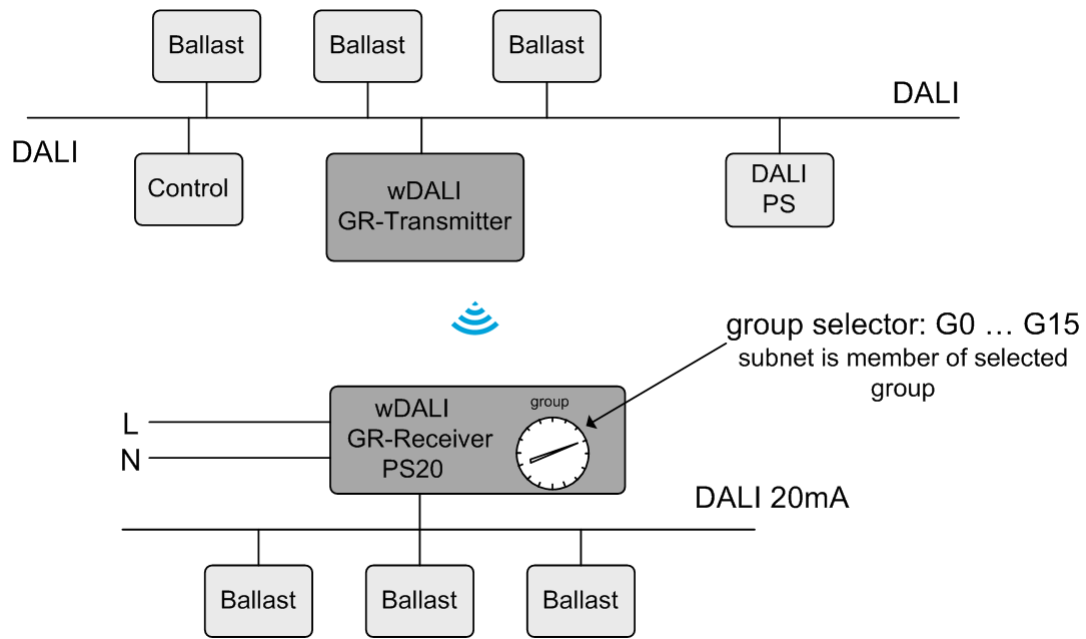 Ballast
Ballast
Ballast
DALI
DALI
Control
wDALI
GR-Transmitter
DALI
PS
group selector: G0 … G15
subnet is member of selected
group
L
N
wDALI
GR-Receiver
PS20
group
DALI 20mA
Ballast
Ballast
Ballast